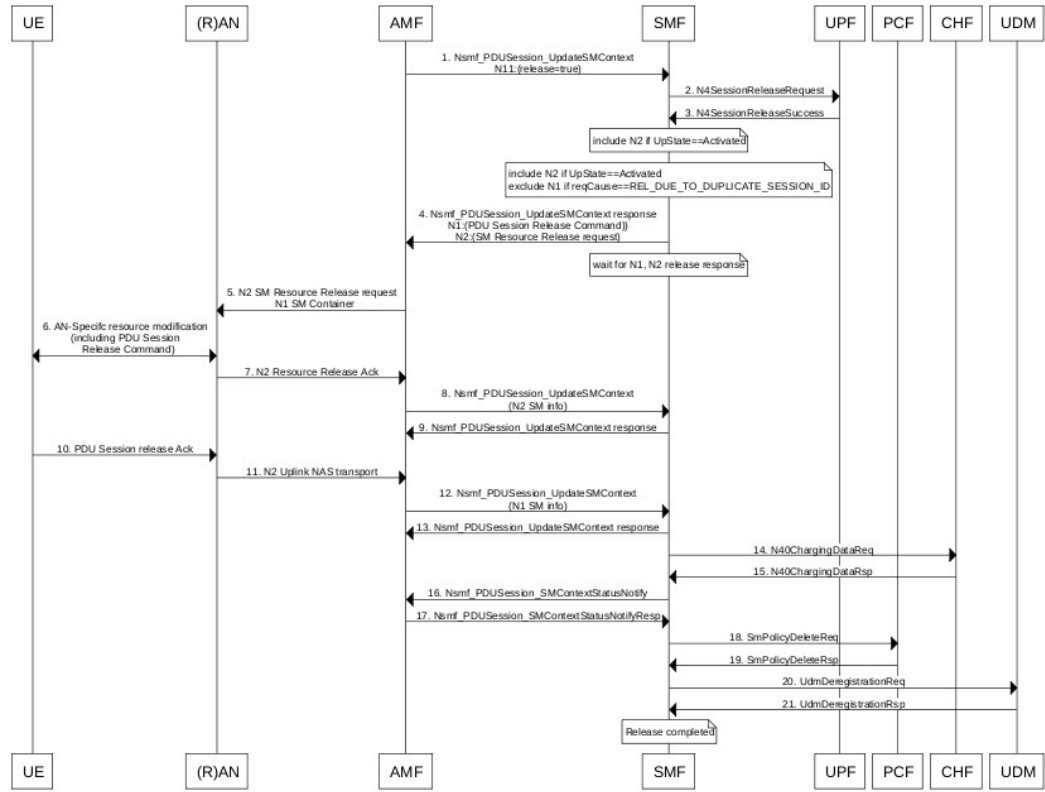 UE
(R)AN
AMF
SMF
UPF
PCF
CHF
UDM
1. Nsmf_PDUSession_UpdateSMContext
N11:(release=true)
2. N4SessionReleaseRequest
3. N4SessionReleaseSuccess
include N2 if UpState==Activated
include N2 if UpState==Activated
exclude N1 if reqCause==REL_DUE_TO_DUPLICATE_SESSION_ID
4. Nsmf_PDUSession_UpdateSMContext response
N1:(PDU Session Release Command))
N2:(SM Resource Release request)
wait for N1, N2 release response
5. N2 SM Resource Release request
N1 SM Container
6. AN-Specifc resource modification
(including PDU Session
Release Command)
7. N2 Resource Release Ack
8. Nsmf_PDUSession_UpdateSMContext
(N2 SM info)
9. Nsmf_PDUSession_UpdateSMContext response
10. PDU Session release Ack
11. N2 Uplink NAS transport
12. Nsmf_PDUSession_UpdateSMContext
(N1 SM info)
13. Nsmf_PDUSession_UpdateSMContext response
14. N40ChargingDataReq
15. N40ChargingDataRsp
16. Nsmf_PDUSession_SMContextStatusNotify
17. Nsmf_PDUSession_SMContextStatusNotifyResp
18. SmPolicyDeleteReq
19. SmPolicyDeleteRsp
20. UdmDeregistrationReq
21. UdmDeregistrationRsp
Release completed
UE
(R)AN
AMF
SMF
UPF
PCF
CHF
UDM